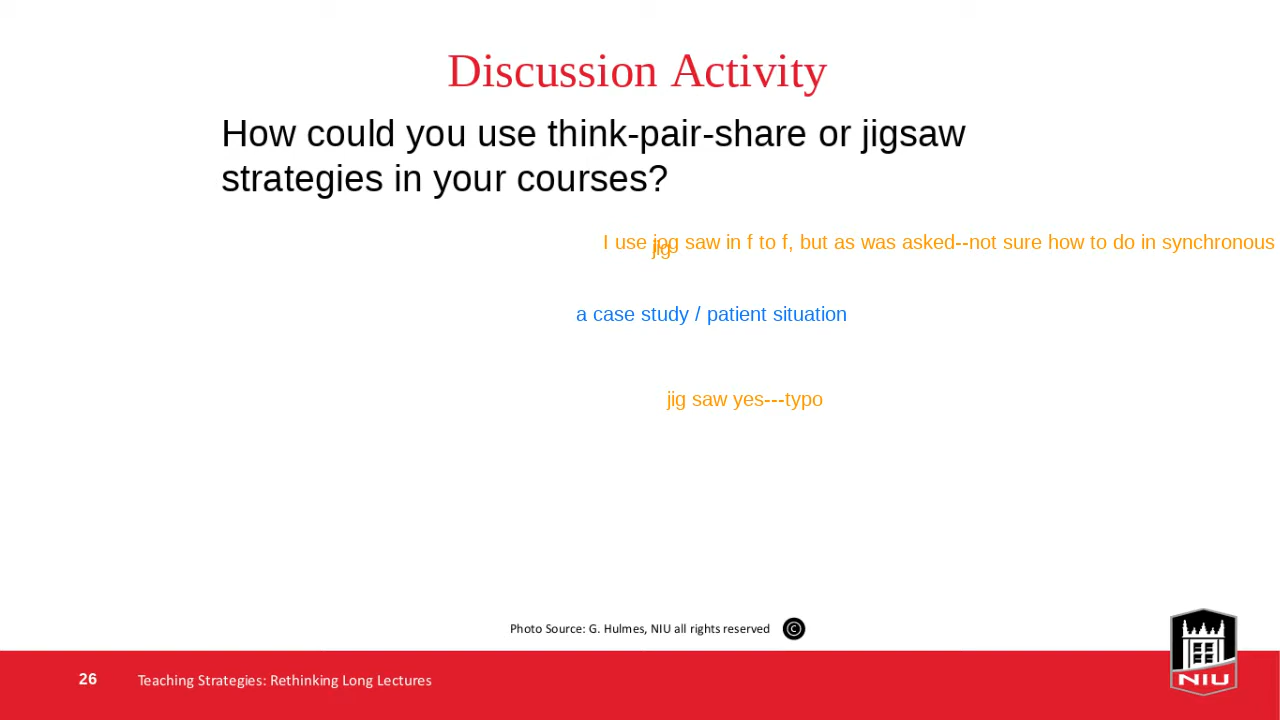 Discussion Activity
How could you use think-pair-share or jigsaw
strategies in your courses?
I use jog saw in f to f, but as was asked--not sure how to do in synchronous
jig
a case study / patient situation
jig saw yes---typo
Photo Source: G. Hulmes, NIU all rights reserved ©
26 Teaching Strategies: Rethinking Long Lectures
NIU